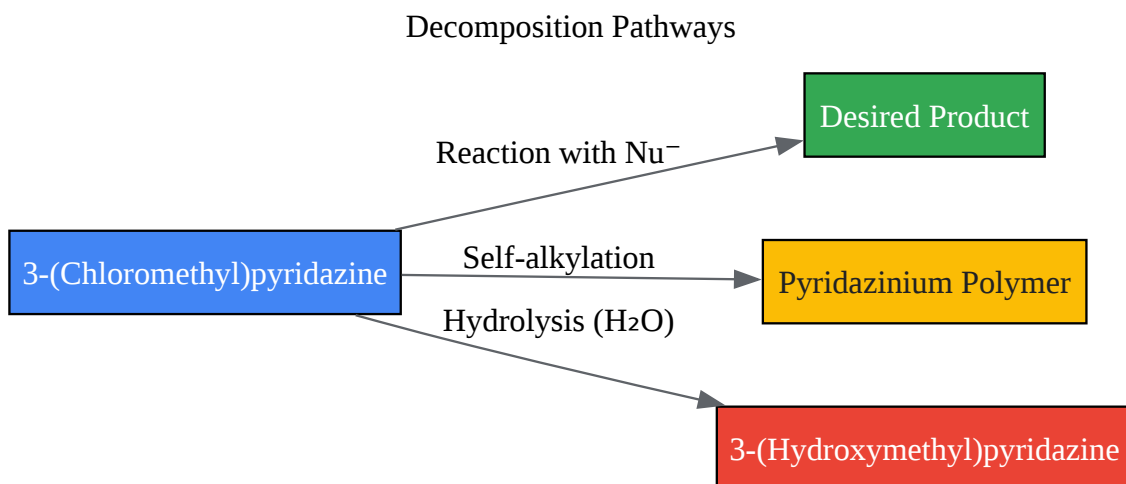 Decomposition Pathways
Desired Product
Reaction with Nu⁻
3-(Chloromethyl)pyridazine
Self-alkylation
Pyridazinium Polymer
Hydrolysis (H₂O)
3-(Hydroxymethyl)pyridazine